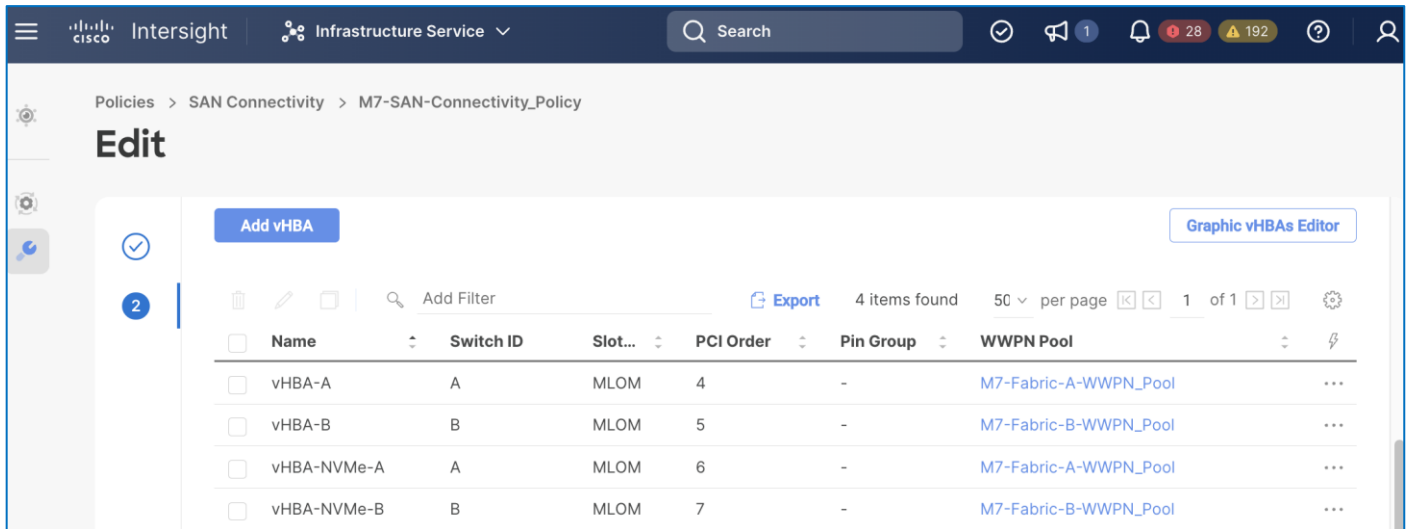 cisco Intersight Infrastructure Service Search 1 28 192
Policies > SAN Connectivity > M7-SAN-Connectivity_Policy
Edit
Add vHBA Graphic vHBAs Editor
2 Add Filter Export 4 items found 50 per page 1 of 1
Name Switch ID Slot... PCI Order Pin Group WWPN Pool
vHBA-A A MLOM 4 - M7-Fabric-A-WWPN_Pool ...
vHBA-B B MLOM 5 - M7-Fabric-B-WWPN_Pool ...
vHBA-NVMe-A A MLOM 6 - M7-Fabric-A-WWPN_Pool ...
vHBA-NVMe-B B MLOM 7 - M7-Fabric-B-WWPN_Pool ...